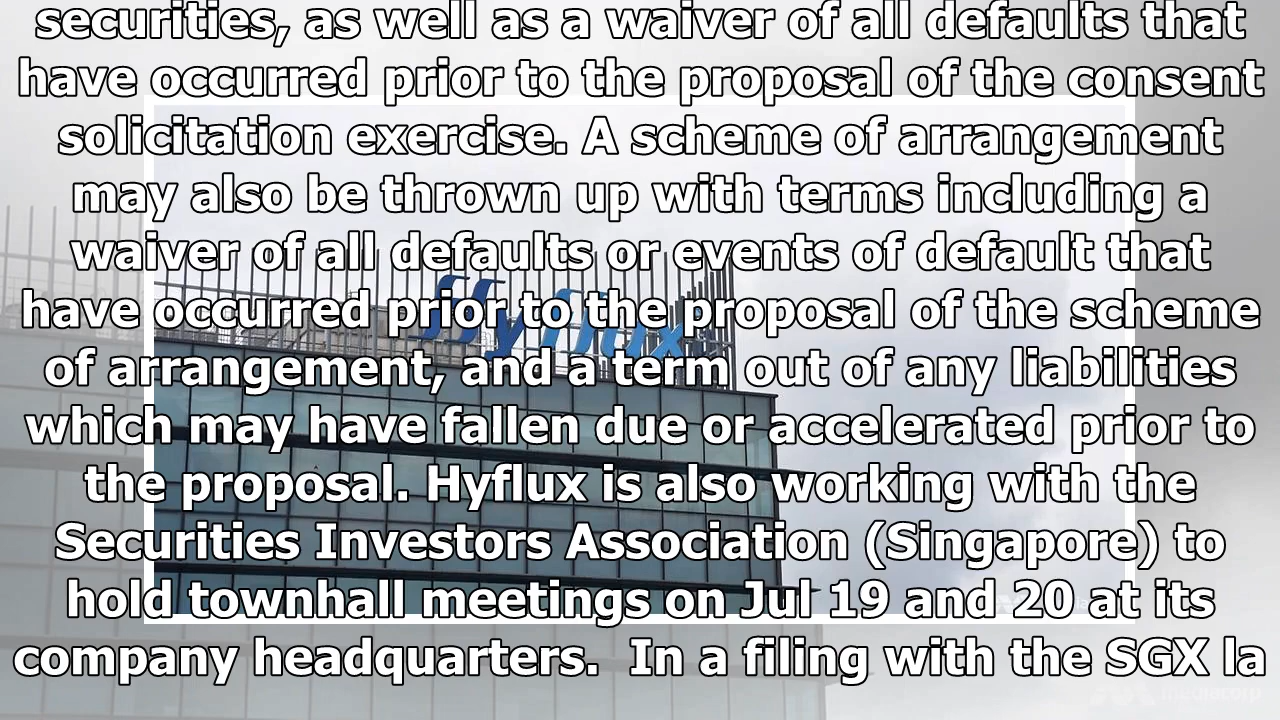 securities, as well as a waiver of all defaults that
have occurred prior to the proposal of the consent
solicitation exercise. A scheme of arrangement
may also be thrown up with terms including a
waiver of all defaults or events of default that
Hyflux
have occurred prior to the proposal of the scheme
of arrangement, and a term out of any liabilities
which may have fallen due or accelerated prior to
the proposal. Hyflux is also working with the
Securities Investors Association (Singapore) to
hold townhall meetings on Jul 19 and 20 at its
company headquarters.  In a filing with the SGX la
mediacorp